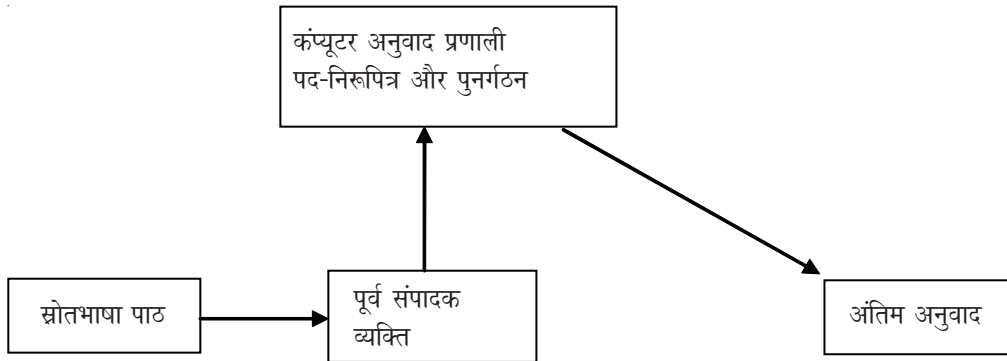 कंप्यूटर अनुवाद प्रणाली
पद-निरूपित्र और पुनर्गठन
स्रोतभाषा पाठ
पूर्व संपादक
व्यक्ति
अंतिम अनुवाद